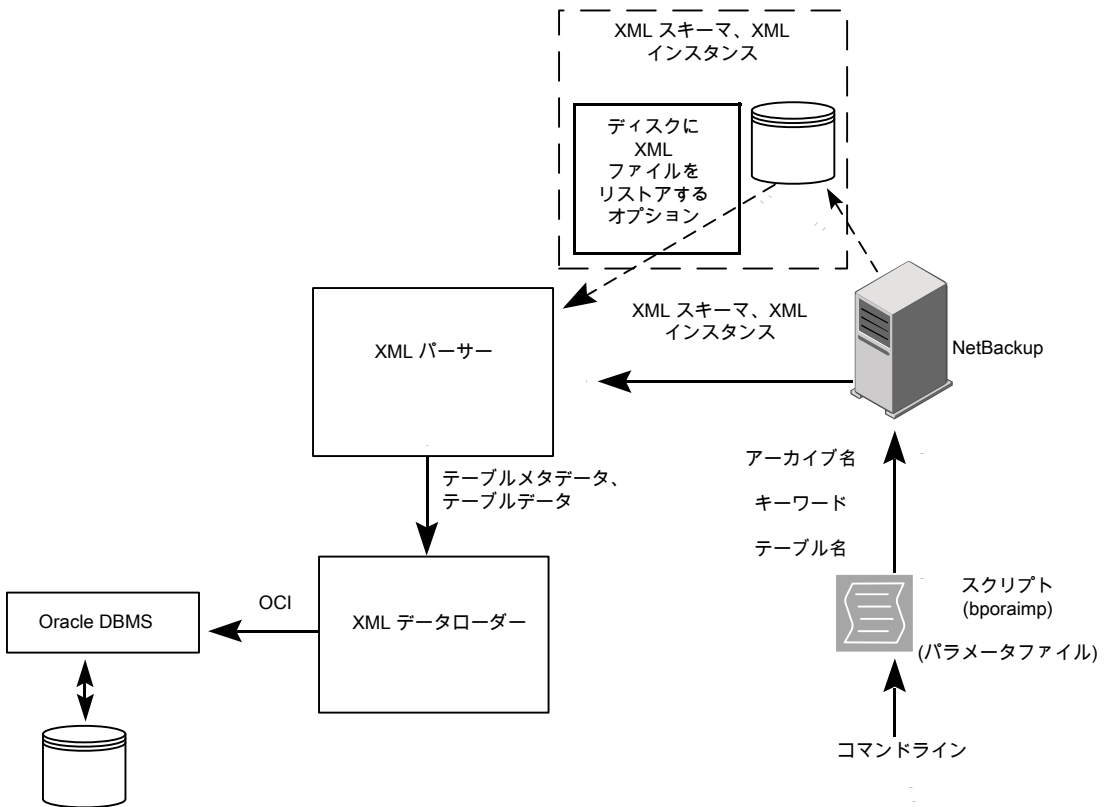 XML スキーマ、XML
インスタンス
ディスクに
XML
ファイルを
リストアする
オプション
XML スキーマ、XML
インスタンス
XML パーサー
NetBackup
アーカイブ名
キーワード
テーブル名
テーブルメタデータ、
テーブルデータ
スクリプト
(bporaimp)
(パラメータファイル)
OCI
Oracle DBMS
XML データローダー
コマンドライン